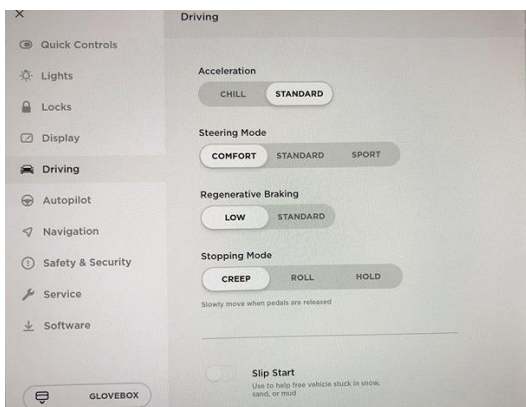 Driving
Quick Controls
Lights
Locks
Display
Driving
Autopilot
Navigation
Safety & Security
Service
Software
GLOVEBOX
Acceleration
CHILL STANDARD
Steering Mode
COMFORT STANDARD SPORT
Regenerative Braking
LOW STANDARD
Stopping Mode
CREEP ROLL HOLD
Slowly move when pedals are released
Slip Start
Use to help free vehicle stuck in snow,
sand, or mud